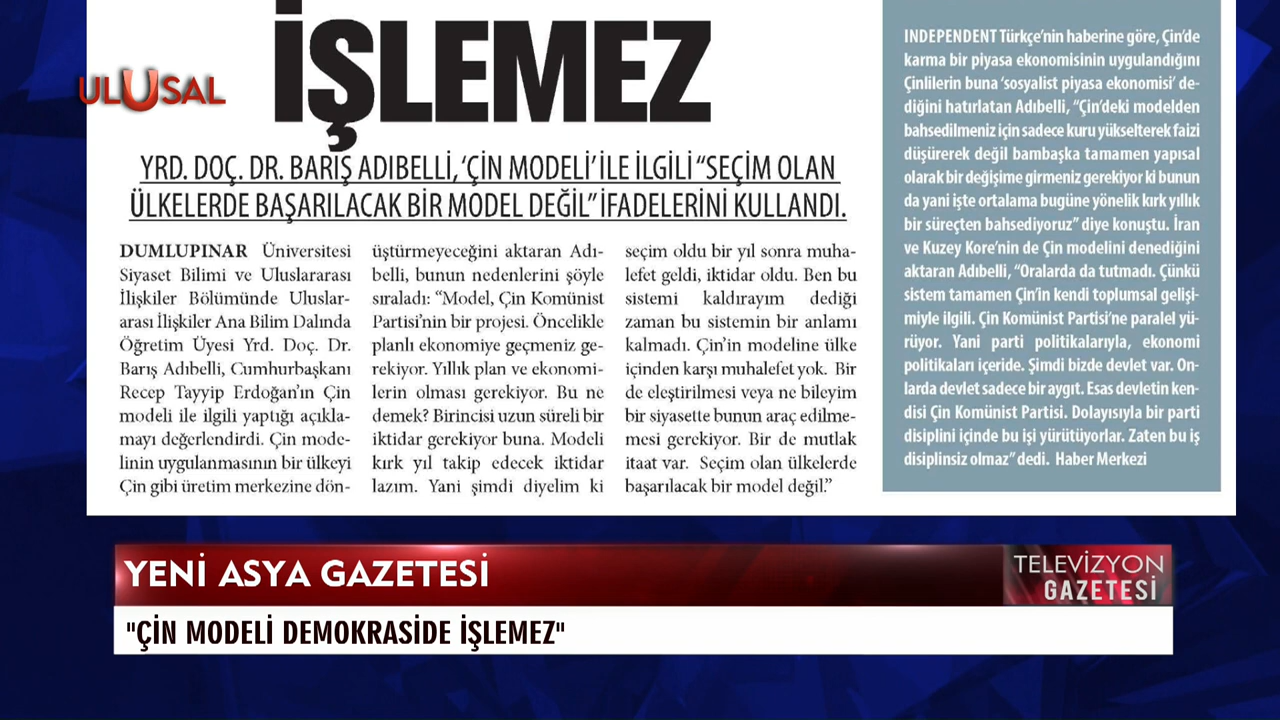 ULUSAL
İŞLEMEZ
YRD. DOÇ. DR. BARIŞ ADIBELLİ, ‘ÇİN MODELİ’ İLE İLGİLİ “SEÇİM OLAN
ÜLKELERDE BAŞARILACAK BİR MODEL DEĞİL” İFADELERİNİ KULLANDI.
DUMLUPINAR Üniversitesi
Siyaset Bilimi ve Uluslararası
İlişkiler Bölümünde Uluslar-
arası İlişkiler Ana Bilim Dalında
Öğretim Üyesi Yrd. Doç. Dr.
Barış Adıbelli, Cumhurbaşkanı
Recep Tayyip Erdoğan’ın Çin
modeli ile ilgili yaptığı açıkla-
mayı değerlendirdi. Çin mode-
linin uygulanmasının bir ülkeyi
Çin gibi üretim merkezine dön-
üştürmeyeceğini aktaran Adı-
belli, bunun nedenlerini şöyle
sıraladı: “Model, Çin Komünist
Partisi’nin bir projesi. Öncelikle
planlı ekonomiye geçmeniz ge-
rekiyor. Yıllık plan ve ekonomi-
lerin olması gerekiyor. Bu ne
demek? Birincisi uzun süreli bir
iktidar gerekiyor buna. Modeli
kırk yıl takip edecek iktidar
lazım. Yani şimdi diyelim ki
seçim oldu bir yıl sonra muha-
lefet geldi, iktidar oldu. Ben bu
sistemi kaldırayım dediği
zaman bu sistemin bir anlamı
kalmadı. Çin’in modeline ülke
içinden karşı muhalefet yok. Bir
de eleştirilmesi veya ne bileyim
bir siyasette bunun araç edilme-
mesi gerekiyor. Bir de mutlak
itaat var. Seçim olan ülkelerde
başarılacak bir model değil.”
INDEPENDENT Türkçe’nin haberine göre, Çin’de
karma bir piyasa ekonomisinin uygulandığını
Çinlilerin buna ‘sosyalist piyasa ekonomisi’ de-
diğini hatırlatan Adıbelli, “Çin’deki modelden
bahsedilmeniz için sadece kuru yükselterek faizi
düşürerek değil bambaşka tamamen yapısal
olarak bir değişime girmeniz gerekiyor ki bunun
da yani işte ortalama bugüne yönelik kırk yıllık
bir süreçten bahsediyoruz” diye konuştu. İran
ve Kuzey Kore’nin de Çin modelini denediğini
aktaran Adıbelli, “Oralarda da tutmadı. Çünkü
sistem tamamen Çin’in kendi toplumsal gelişi-
miyle ilgili. Çin Komünist Partisi’ne paralel yü-
rüyor. Yani parti politikalarıyla, ekonomi
politikaları içeride. Şimdi bizde devlet var. On-
larda devlet sadece bir aygıt. Esas devletin ken-
disi Çin Komünist Partisi. Dolayısıyla bir parti
disiplini içinde bu işi yürütüyorlar. Zaten bu iş
disiplinsiz olmaz” dedi. Haber Merkezi
YENİ ASYA GAZETESİ
TELEVİZYON
GAZETESİ
"ÇİN MODELİ DEMOKRASİDE İŞLEMEZ"